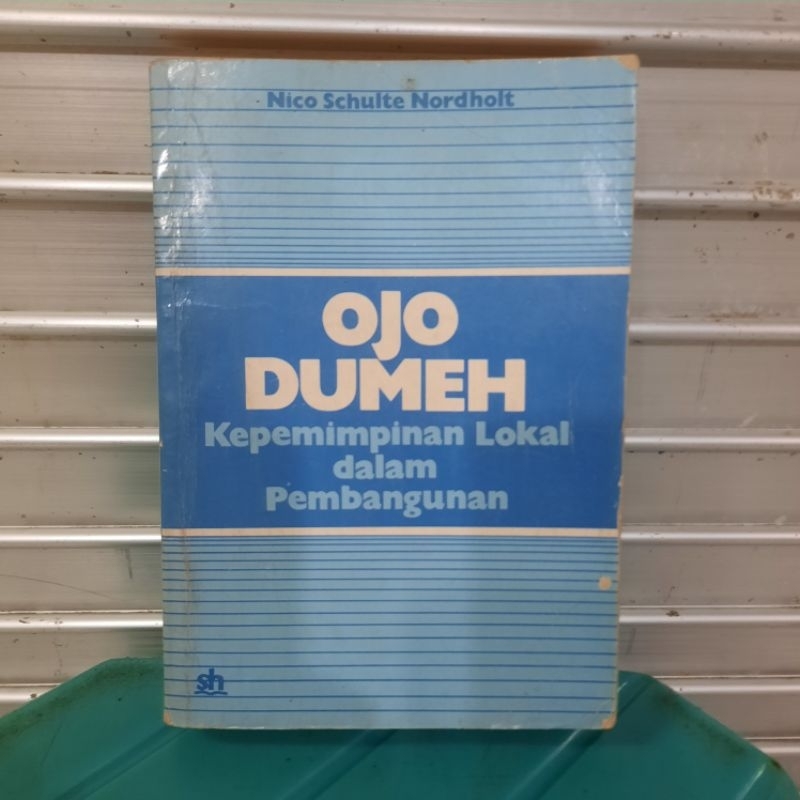 Nico Schulte Nordholt
OJO
DUMEH
Kepemimpinan Lokal
dalam
Pembangunan
sh